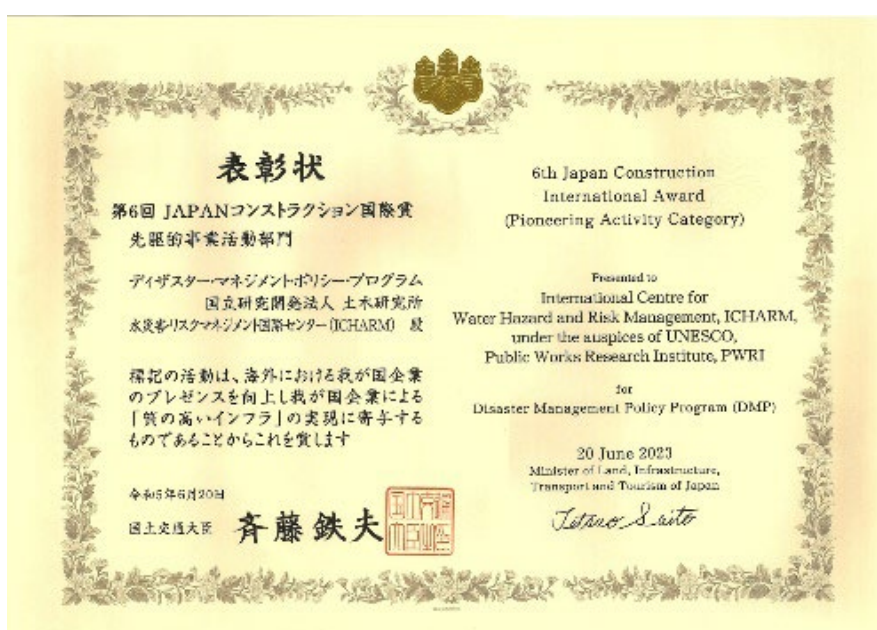 表彰状
第6回 JAPANコンストラクション国際賞
先駆的事業活動部門
ディザスター・マネジメント・ポリシー・プログラム
国立研究開発法人 土木研究所
水災害・リスクマネジメント国際センター(ICHARM) 殿
標記の活動は、海外における我が国企業
のプレゼンスを向上し我が国企業による
「質の高いインフラ」の実現に寄与する
ものであることからこれを賞します
令和5年6月20日
国土交通大臣 斉藤鉄夫
6th Japan Construction
International Award
(Pioneering Activity Category)
Presented to
International Centre for
Water Hazard and Risk Management, ICHARM,
under the auspices of UNESCO,
Public Works Research Institute, PWRI
for
Disaster Management Policy Program (DMP)
20 June 2023
Minister of Land, Infrastructure,
Transport and Tourism of Japan
Tetsuo Saito